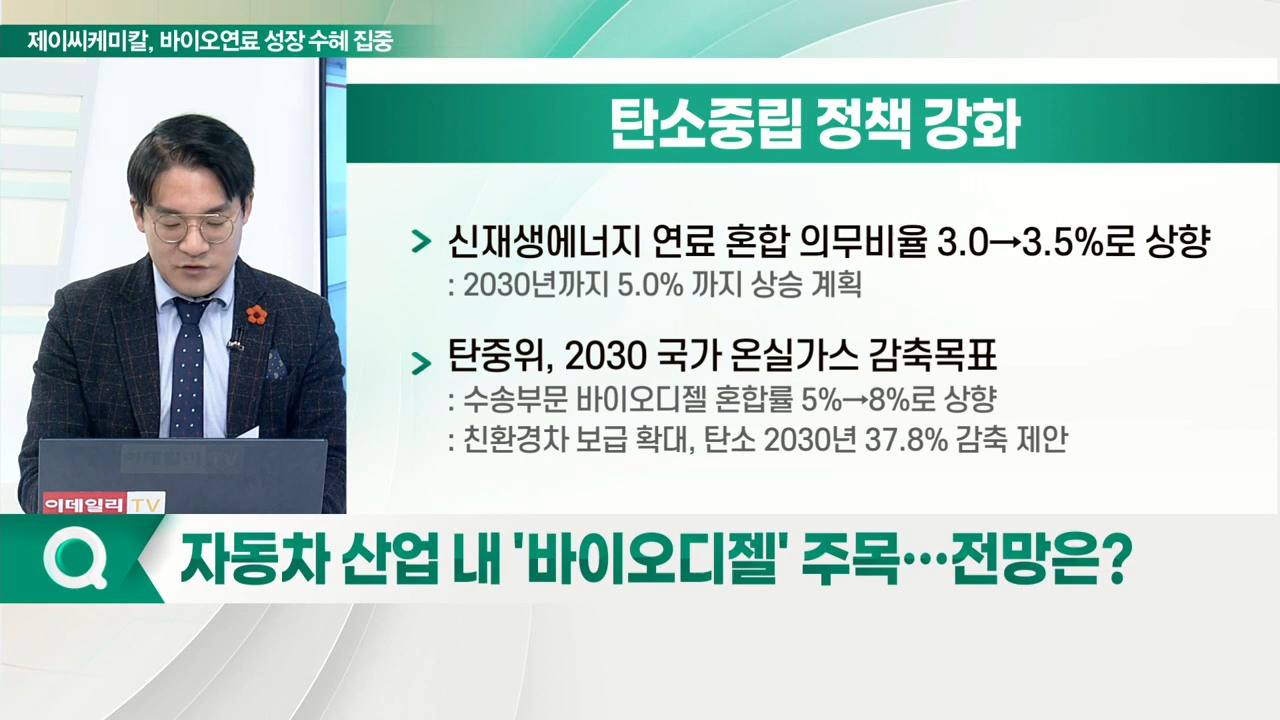 제이씨케미칼, 바이오연료 성장 수혜 집중
탄소중립 정책 강화
> 신재생에너지 연료 혼합 의무비율 3.0→3.5%로 상향
: 2030년까지 5.0% 까지 상승 계획
> 탄중위, 2030 국가 온실가스 감축목표
: 수송부문 바이오디젤 혼합률 5%→8%로 상향
: 친환경차 보급 확대, 탄소 2030년 37.8% 감축 제안
이데일리 TV
이데일리 TV
Q 자동차 산업 내 '바이오디젤' 주목…전망은?